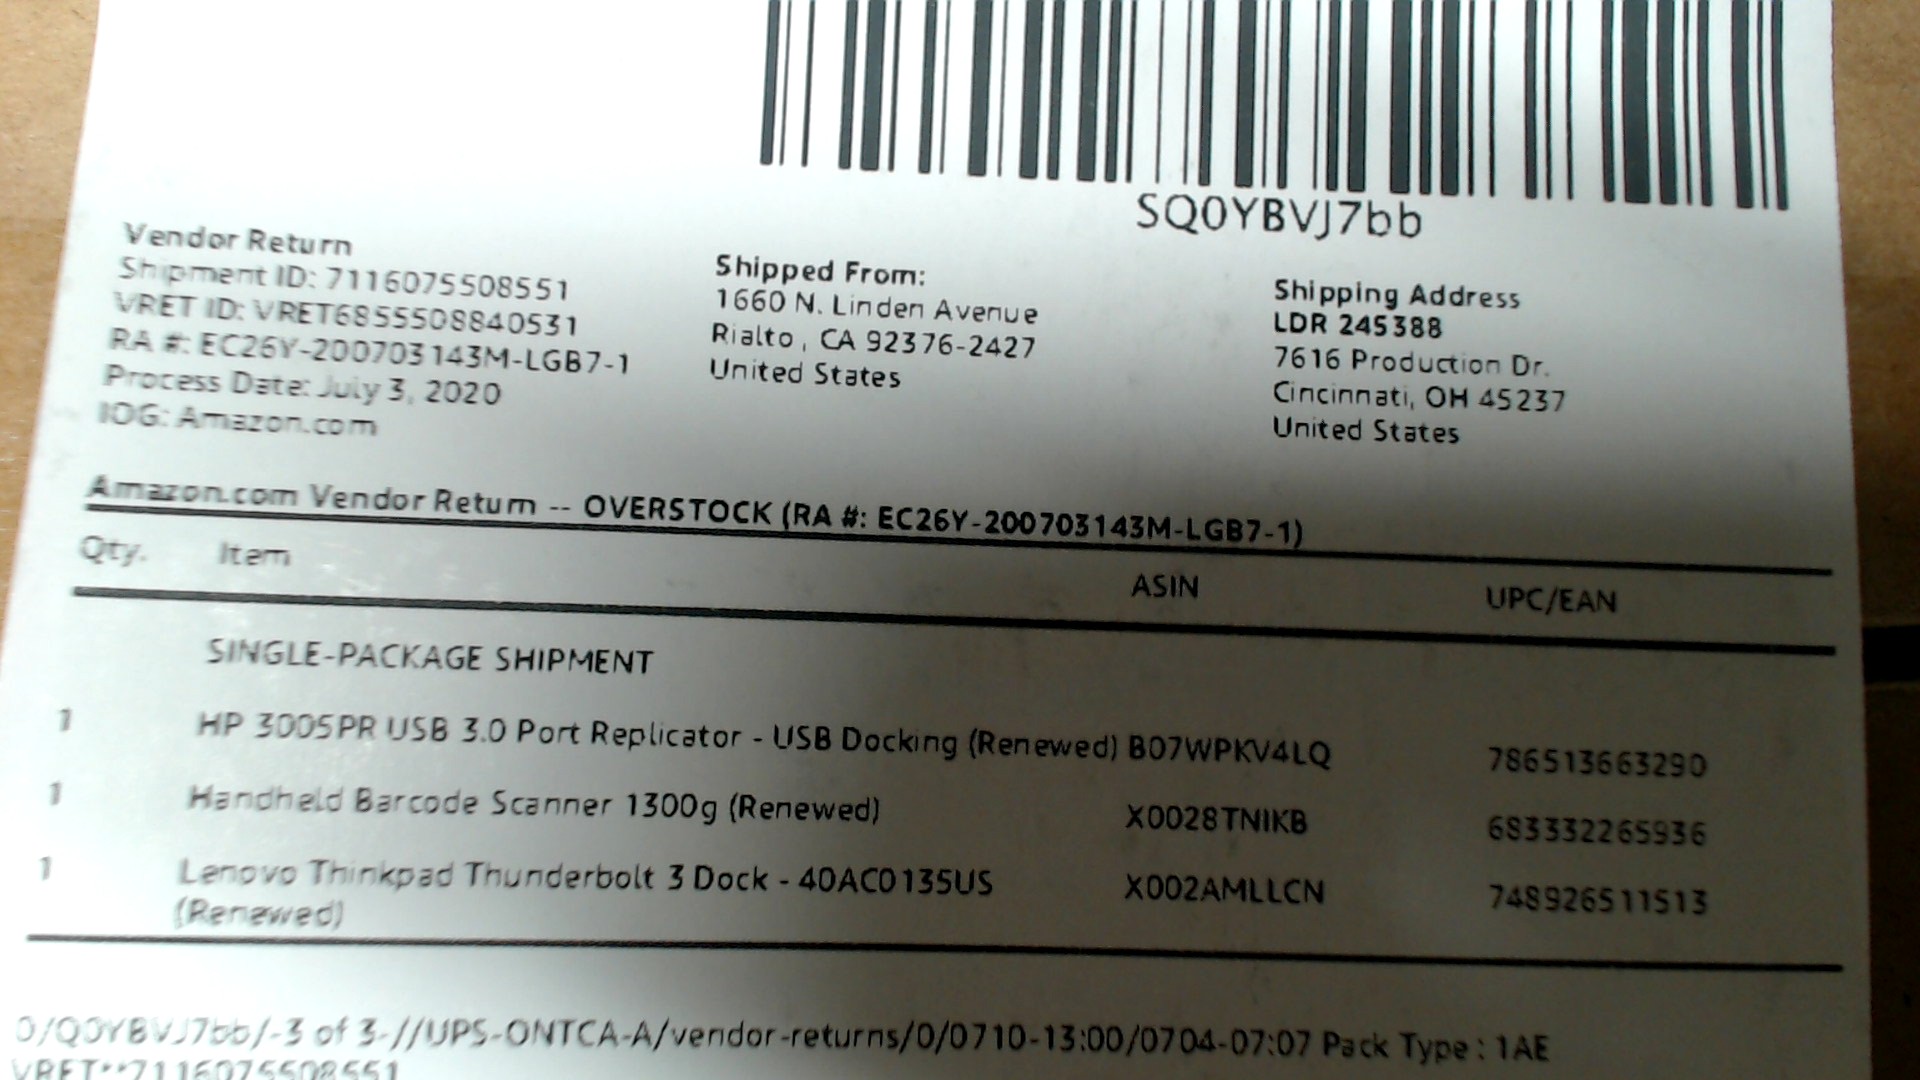 SQ0YBVJ7bb
Vendor Return
Shipment ID: 7116075508551
VRET ID: VRET6855508840531
RA #: EC26Y-200703143M-LGB7-1
Process Date: July 3, 2020
IOG: Amazon.com
Shipped From:
1660 N. Linden Avenue
Rialto , CA 92376-2427
United States
Shipping Address
LDR 245388
7616 Production Dr.
Cincinnati, OH 45237
United States
Amazon.com Vendor Return -- OVERSTOCK (RA #: EC26Y-200703143M-LGB7-1)
Qty. Item ASIN UPC/EAN
SINGLE-PACKAGE SHIPMENT
1 HP 3005PR USB 3.0 Port Replicator - USB Docking (Renewed) B07WPKV4LQ 786513663290
1 Handheld Barcode Scanner 1300g (Renewed) X0028TNIKB 683332265936
1 Lenovo Thinkpad Thunderbolt 3 Dock - 40AC0135US X002AMLLCN 748926511513
(Renewed)
0/Q0YBVJ7bb/-3 of 3-//UPS-ONTCA-A/vendor-returns/0/0710-13:00/0704-07:07 Pack Type : 1AE
VRET**7116075508551